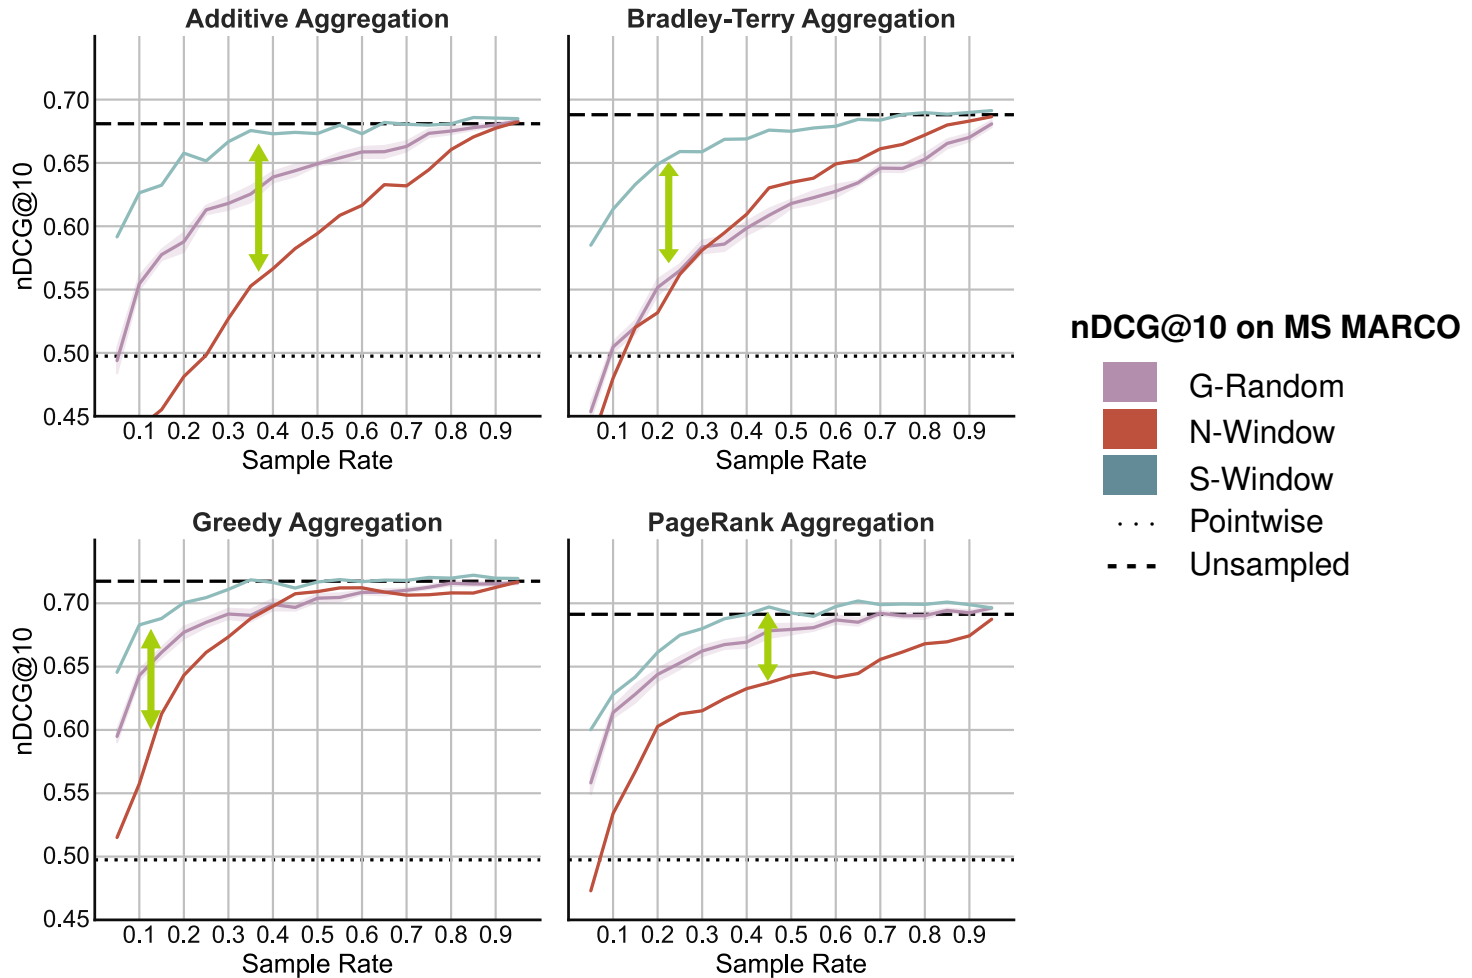 Additive Aggregation
nDCG@10
0.70
0.65
0.60
0.55
0.50
0.45
0.1 0.2 0.3 0.4 0.5 0.6 0.7 0.8 0.9
Sample Rate
Bradley-Terry Aggregation
0.1 0.2 0.3 0.4 0.5 0.6 0.7 0.8 0.9
Sample Rate
Greedy Aggregation
nDCG@10
0.70
0.65
0.60
0.55
0.50
0.45
0.1 0.2 0.3 0.4 0.5 0.6 0.7 0.8 0.9
Sample Rate
PageRank Aggregation
0.1 0.2 0.3 0.4 0.5 0.6 0.7 0.8 0.9
Sample Rate
nDCG@10 on MS MARCO
G-Random
N-Window
S-Window
Pointwise
Unsampled